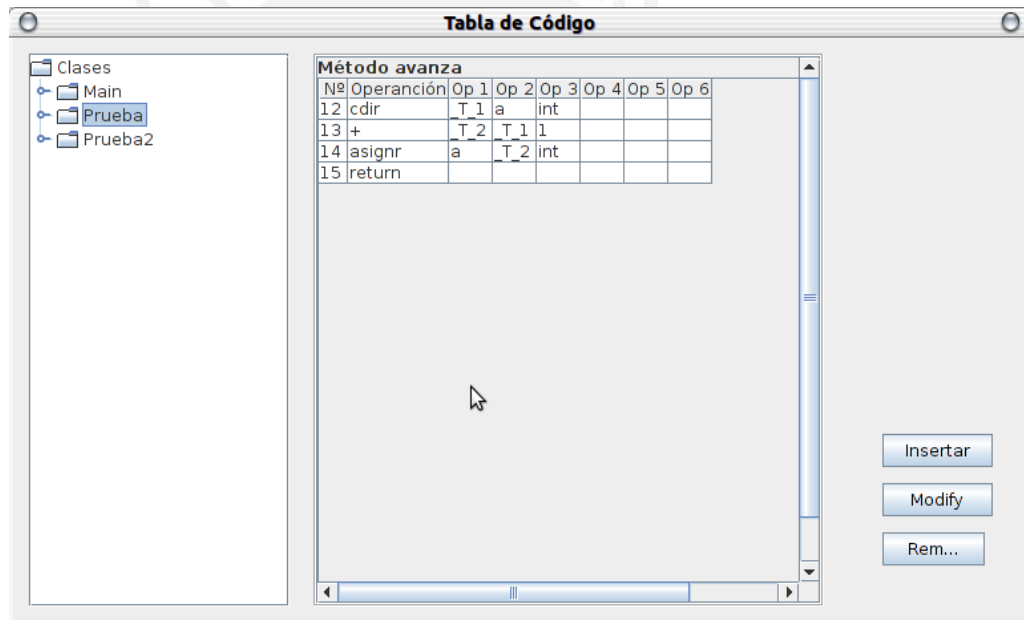 Tabla de Código
Clases
Main
Prueba
Prueba2
Método avanza
Nº Operanción Op 1 Op 2 Op 3 Op 4 Op 5 Op 6
12 cdir _T_1 a int
13 + _T_2 _T_1 1
14 asignr a _T_2 int
15 return
Insertar
Modify
Rem...